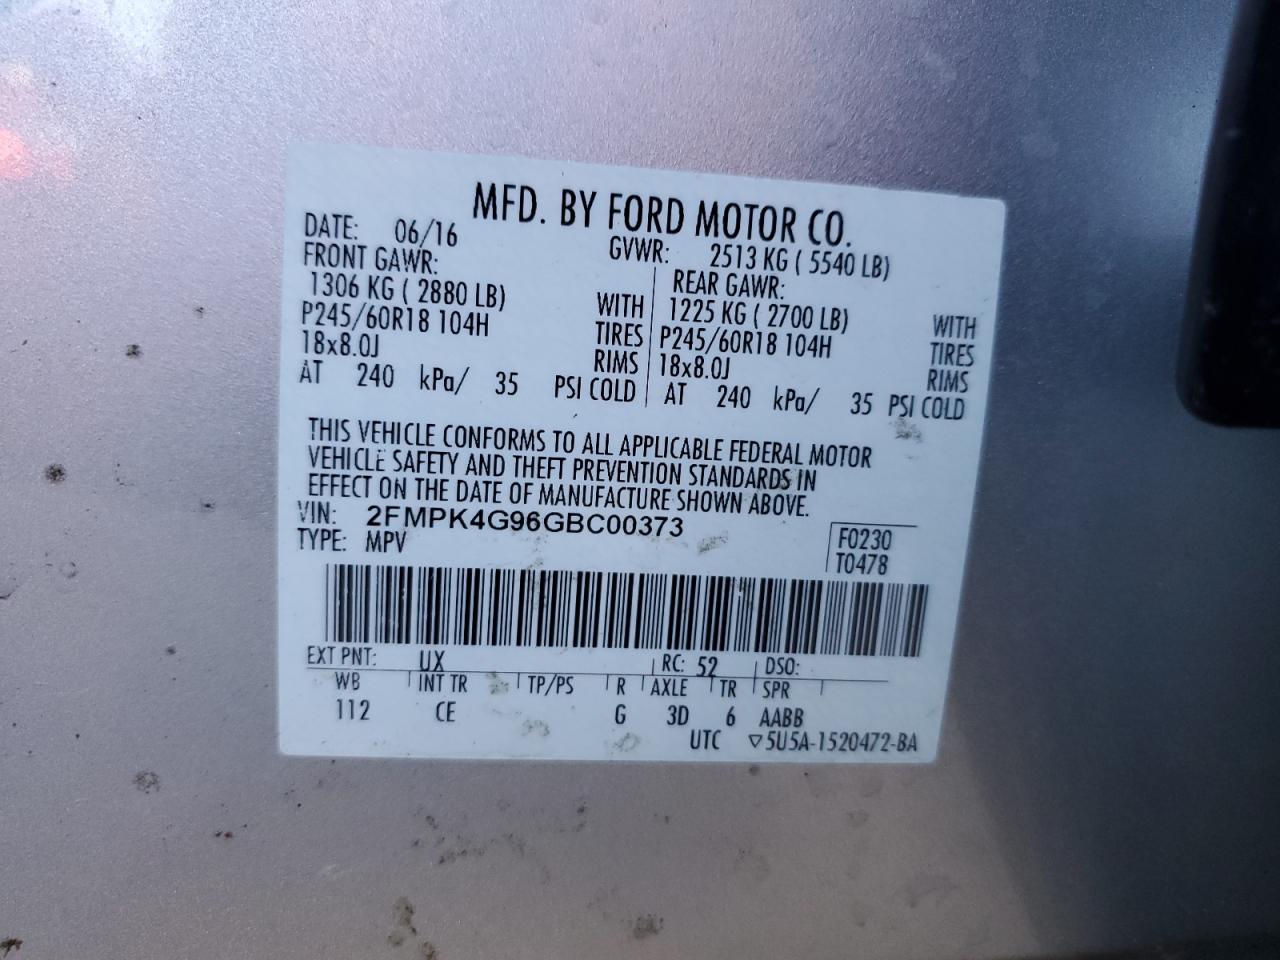 MFD. BY FORD MOTOR CO.
DATE: 06/16 GVWR: 2513 KG ( 5540 LB)
FRONT GAWR: REAR GAWR:
1306 KG ( 2880 LB) WITH 1225 KG ( 2700 LB) WITH
P245/60R18 104H TIRES P245/60R18 104H TIRES
18x8.0J RIMS 18x8.0J RIMS
AT 240 kPa/ 35 PSI COLD AT 240 kPa/ 35 PSI COLD
THIS VEHICLE CONFORMS TO ALL APPLICABLE FEDERAL MOTOR
VEHICLE SAFETY AND THEFT PREVENTION STANDARDS IN
EFFECT ON THE DATE OF MANUFACTURE SHOWN ABOVE.
VIN: 2FMPK4G96GBC00373
TYPE: MPV F0230
T0478
EXT PNT: UX RC: 52 DSO:
WB INT TR TP/PS R AXLE TR SPR
112 CE G 3D 6 AABB
UTC ▽5U5A-1520472-BA